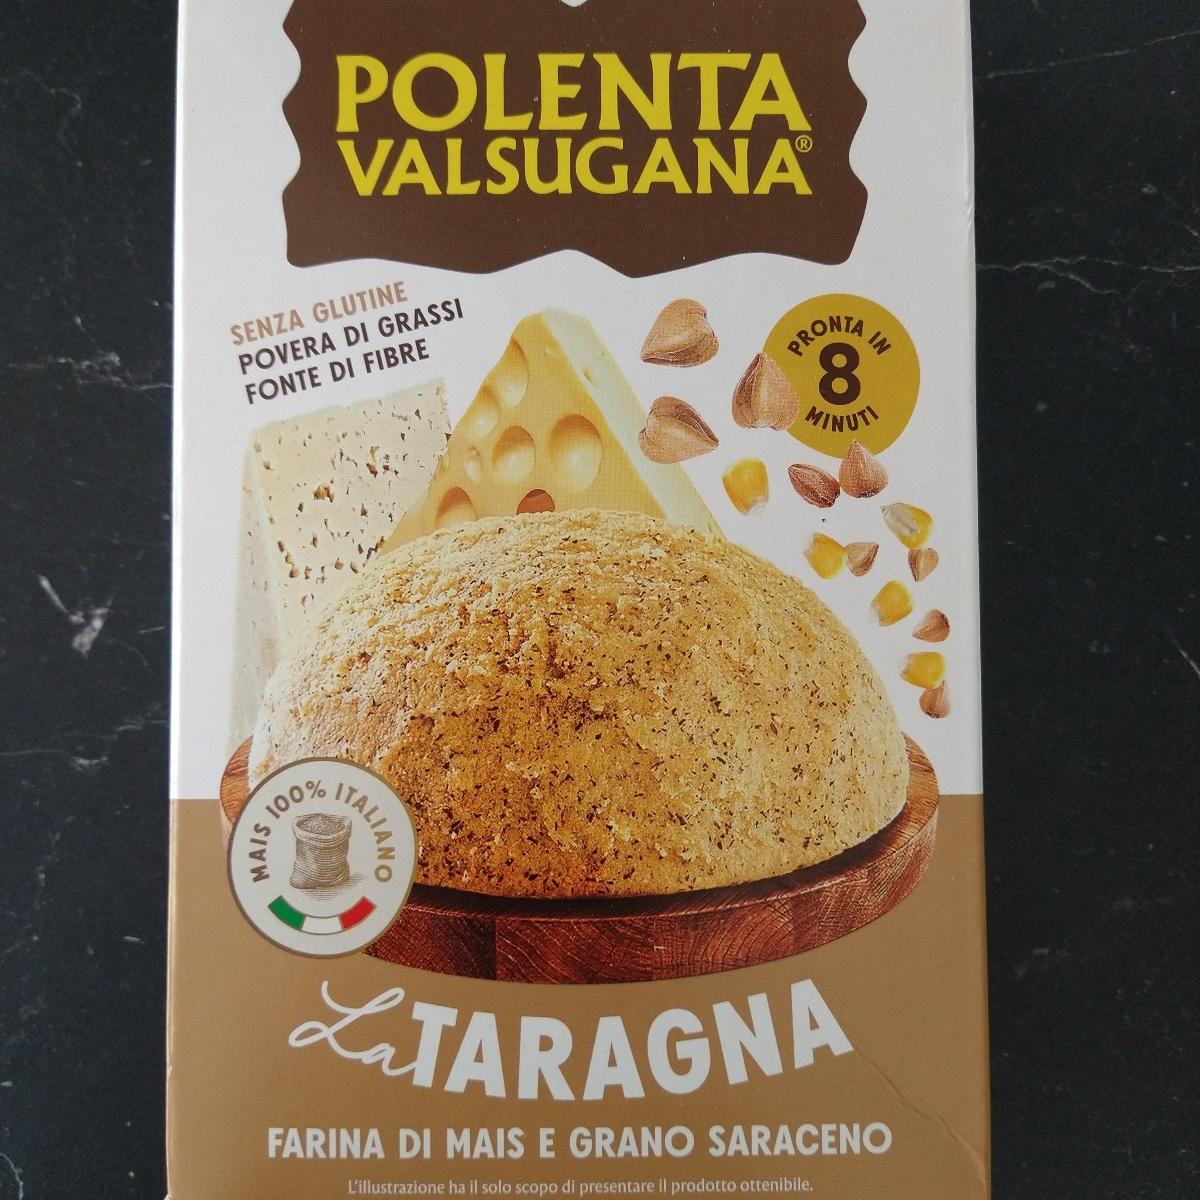 POLENTA
VALSUGANA®
SENZA GLUTINE
POVERA DI GRASSI
FONTE DI FIBRE
PRONTA IN
8
MINUTI
MAIS 100% ITALIANO
La TARAGNA
FARINA DI MAIS E GRANO SARACENO
L'illustrazione ha il solo scopo di presentare il prodotto ottenibile.